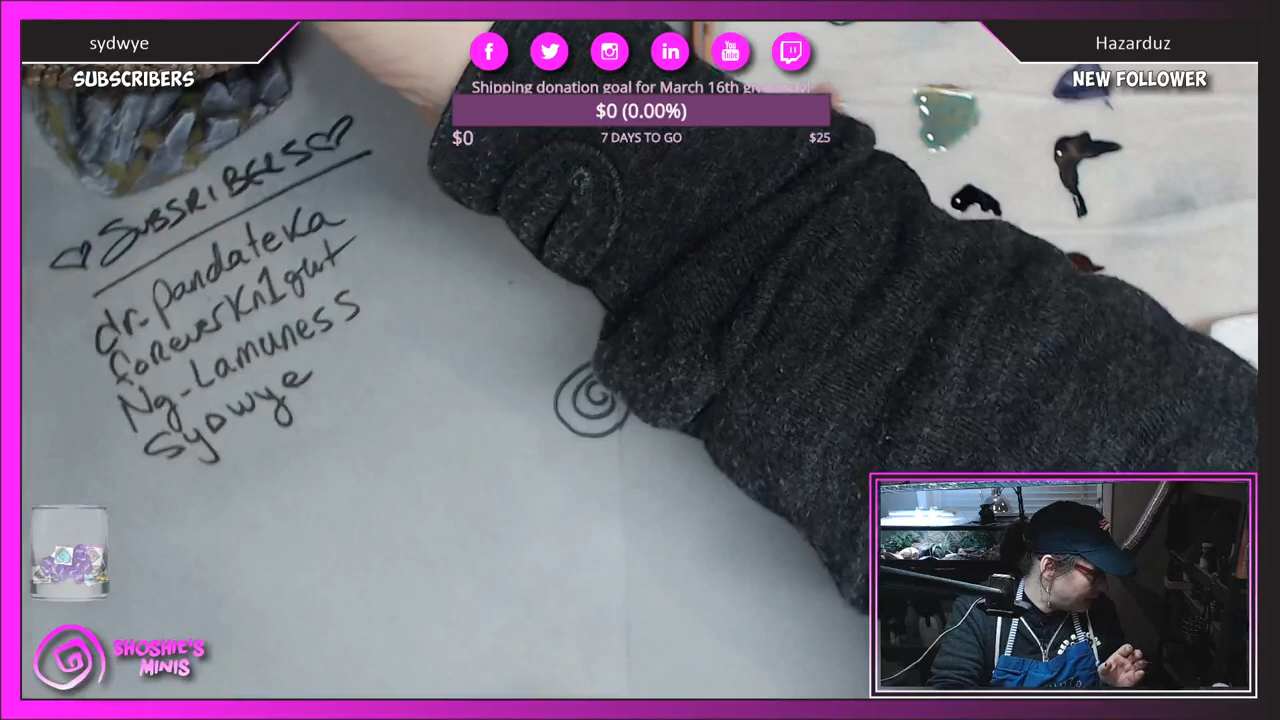 sydwye
SUBSCRIBERS
Hazarduz
NEW FOLLOWER
Shipping donation goal for March 16th
$0 (0.00%)
$0 7 DAYS TO GO $25
SUBSRIBERS
dr-pandateka
foreverKn1ght
Ng-Lamuness
sydwye
SHOSHIE'S
MINIS